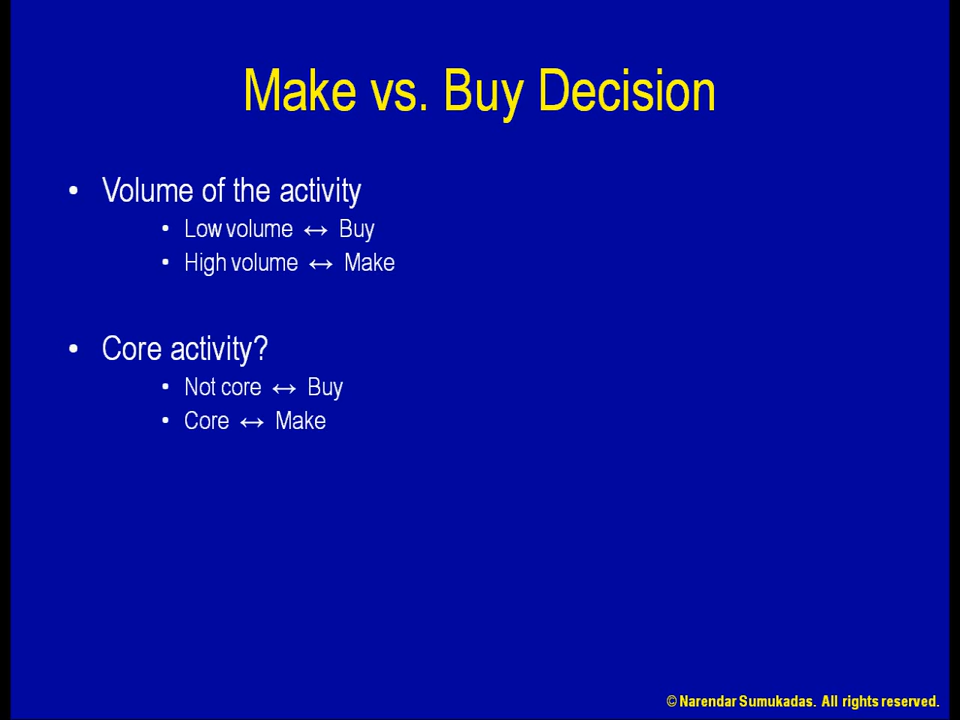 Make vs. Buy Decision
• Volume of the activity
• Low volume ↔ Buy
• High volume ↔ Make
• Core activity?
• Not core ↔ Buy
• Core ↔ Make
© Narendar Sumukadas. All rights reserved.